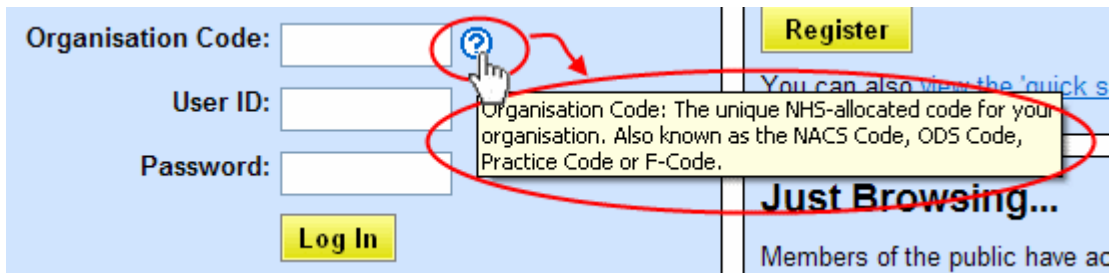 Organisation Code:
User ID:
Password:
Log In
Organisation Code: The unique NHS-allocated code for your
organisation. Also known as the NACS Code, ODS Code,
Practice Code or F-Code.
Register
You can also view the 'quick s
Just Browsing...
Members of the public have ac